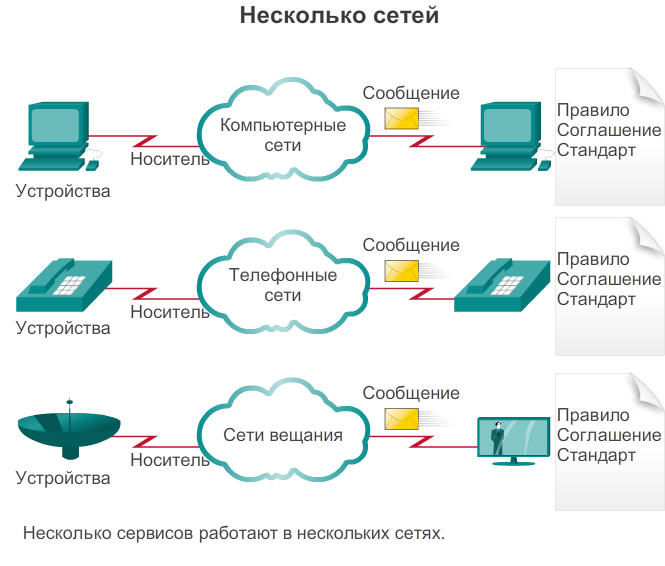 Несколько сетей
Сообщение
Компьютерные
сети
Правило
Соглашение
Стандарт
Носитель
Устройства
Сообщение
Телефонные
сети
Правило
Соглашение
Стандарт
Носитель
Устройства
Сообщение
Сети вещания
Правило
Соглашение
Стандарт
Носитель
Устройства
Несколько сервисов работают в нескольких сетях.